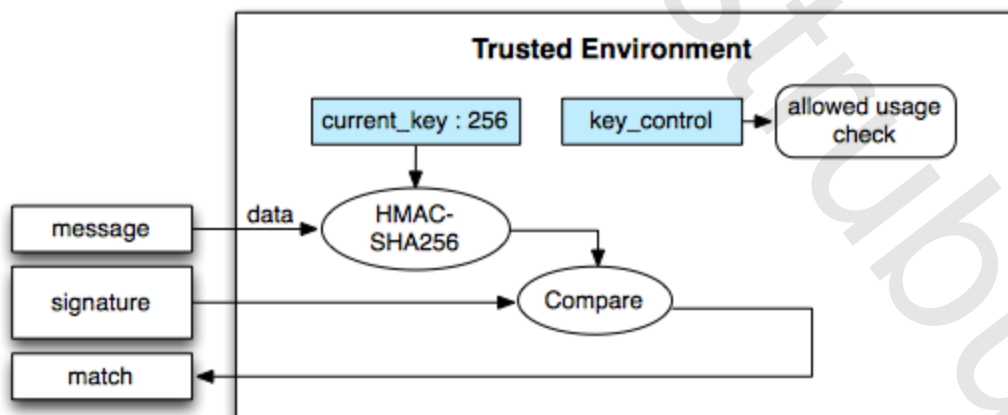 Trusted Environment
current_key : 256
key_control
allowed usage
check
message
data
HMAC-
SHA256
signature
Compare
match